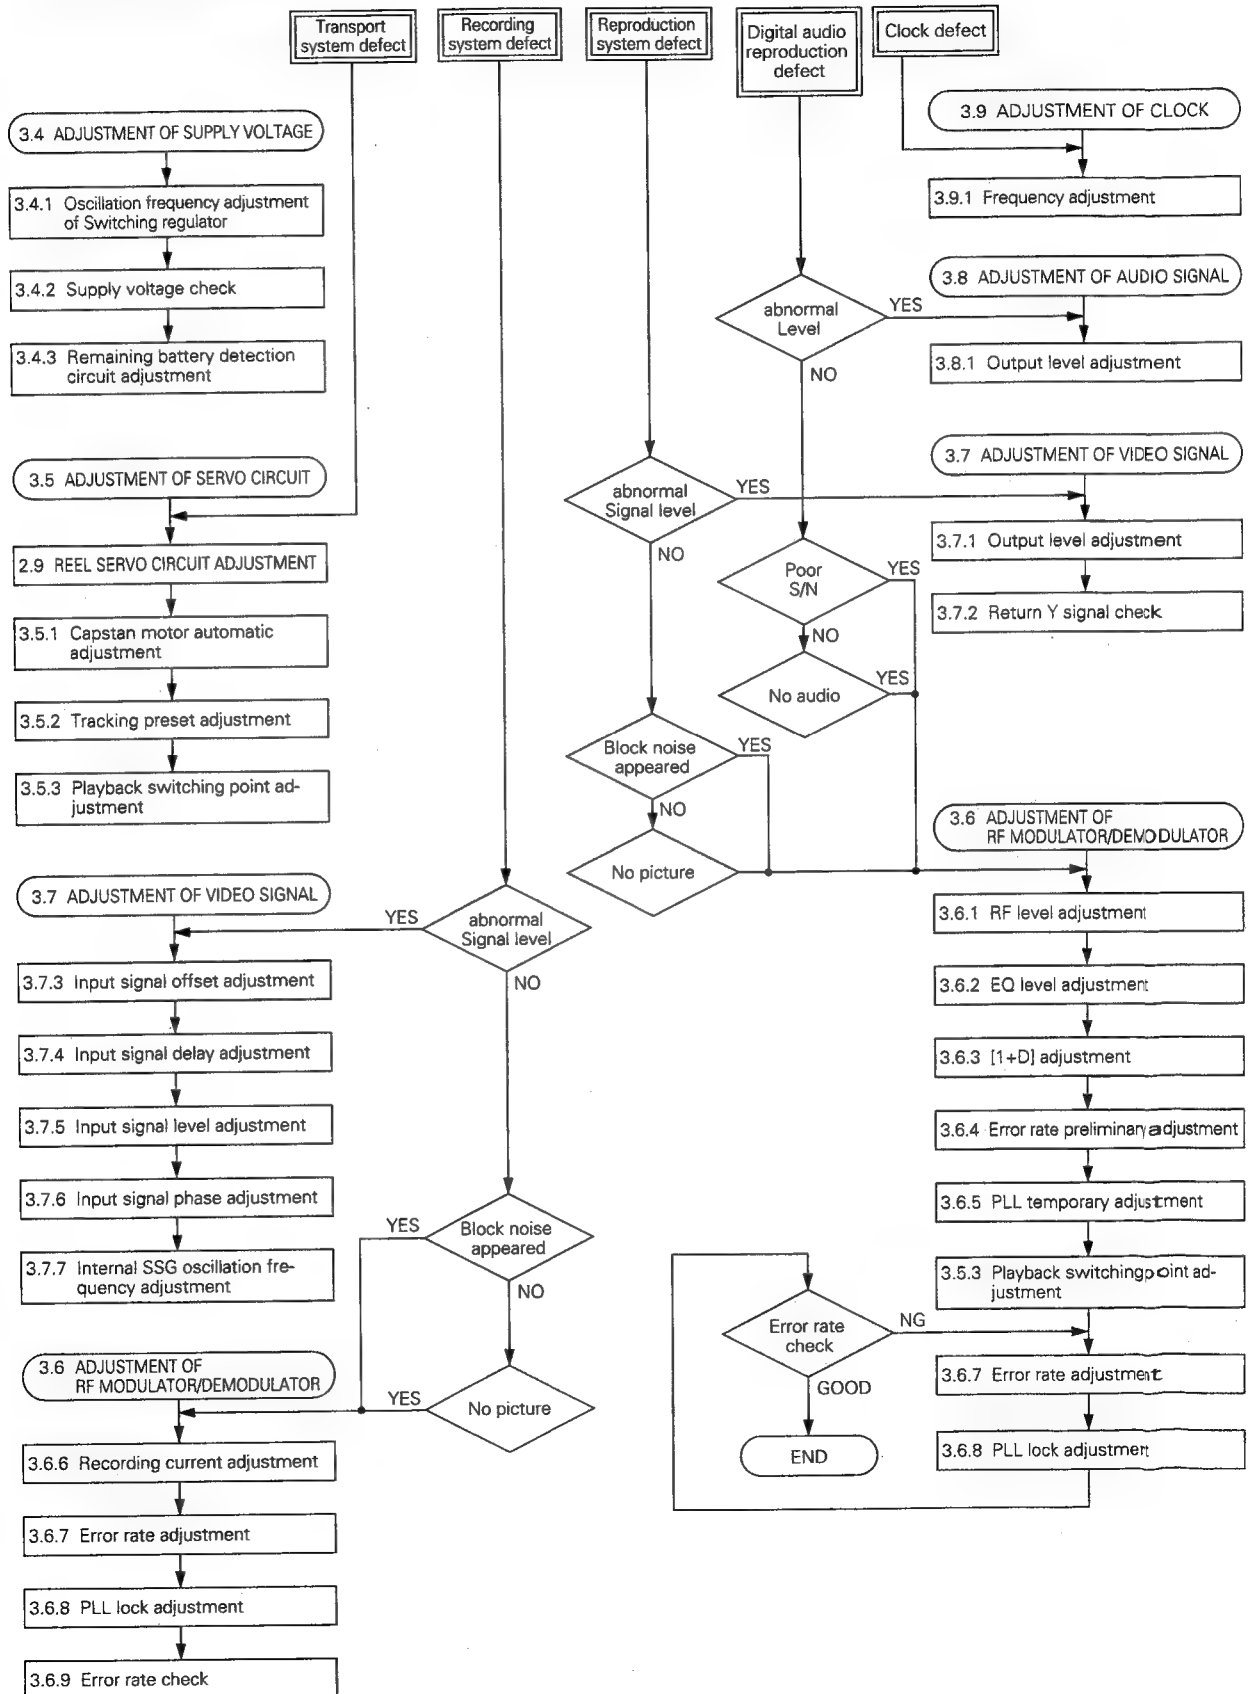 Transport
system defect
Recording
system defect
Reproduction
system defect
Digital audio
reproduction
defect
Clock defect
3.4 ADJUSTMENT OF SUPPLY VOLTAGE
3.4.1 Oscillation frequency adjustment
of Switching regulator
3.4.2 Supply voltage check
3.4.3 Remaining battery detection
circuit adjustment
3.5 ADJUSTMENT OF SERVO CIRCUIT
2.9 REEL SERVO CIRCUIT ADJUSTMENT
3.5.1 Capstan motor automatic
adjustment
3.5.2 Tracking preset adjustment
3.5.3 Playback switching point ad-
justment
3.7 ADJUSTMENT OF VIDEO SIGNAL
3.7.3 Input signal offset adjustment
3.7.4 Input signal delay adjustment
3.7.5 Input signal level adjustment
3.7.6 Input signal phase adjustment
3.7.7 Internal SSG oscillation fre-
quency adjustment
3.6 ADJUSTMENT OF
RF MODULATOR/DEMODULATOR
3.6.6 Recording current adjustment
3.6.7 Error rate adjustment
3.6.8 PLL lock adjustment
3.6.9 Error rate check
YES
abnormal
Signal level
NO
YES
Block noise
appeared
NO
YES
No picture
abnormal
Signal level
YES
NO
Block noise
appeared
YES
NO
No picture
abnormal
Level
YES
NO
Poor
S/N
YES
NO
No audio
YES
3.9 ADJUSTMENT OF CLOCK
3.9.1 Frequency adjustment
3.8 ADJUSTMENT OF AUDIO SIGNAL
3.8.1 Output level adjustment
3.7 ADJUSTMENT OF VIDEO SIGNAL
3.7.1 Output level adjustment
3.7.2 Return Y signal check
3.6 ADJUSTMENT OF
RF MODULATOR/DEMODULATOR
3.6.1 RF level adjustment
3.6.2 EQ level adjustment
3.6.3 [1+D] adjustment
3.6.4 Error rate preliminary adjustment
3.6.5 PLL temporary adjustment
3.5.3 Playback switching point ad-
justment
3.6.7 Error rate adjustment
3.6.8 PLL lock adjustment
Error rate
check
NG
GOOD
END